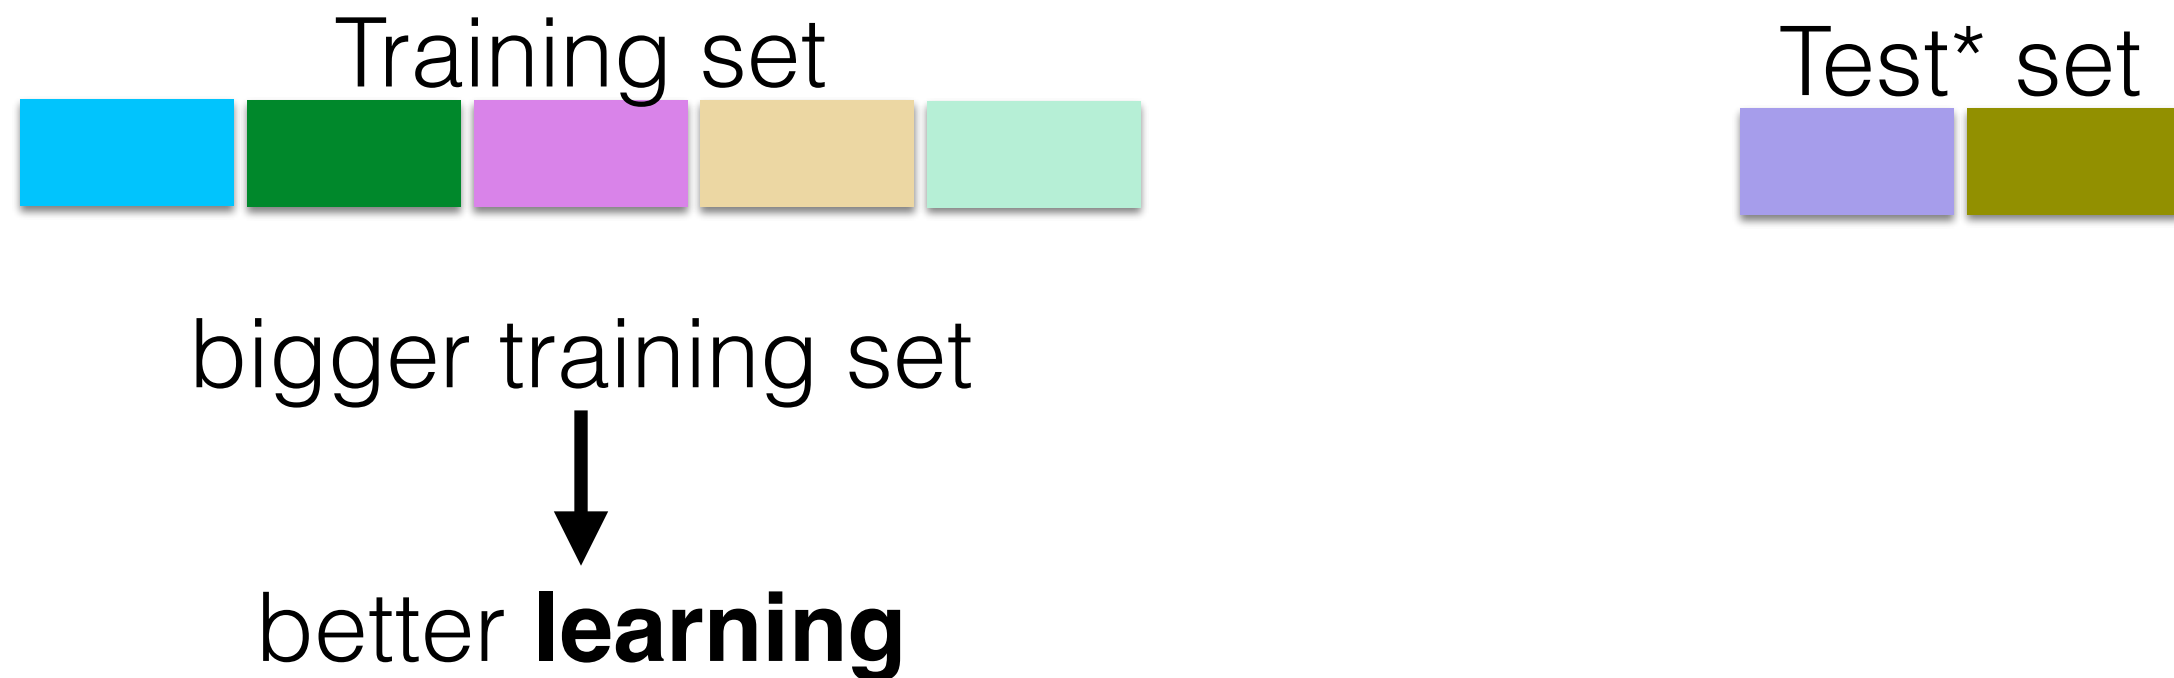 Training set
Test* set
bigger training set
better learning